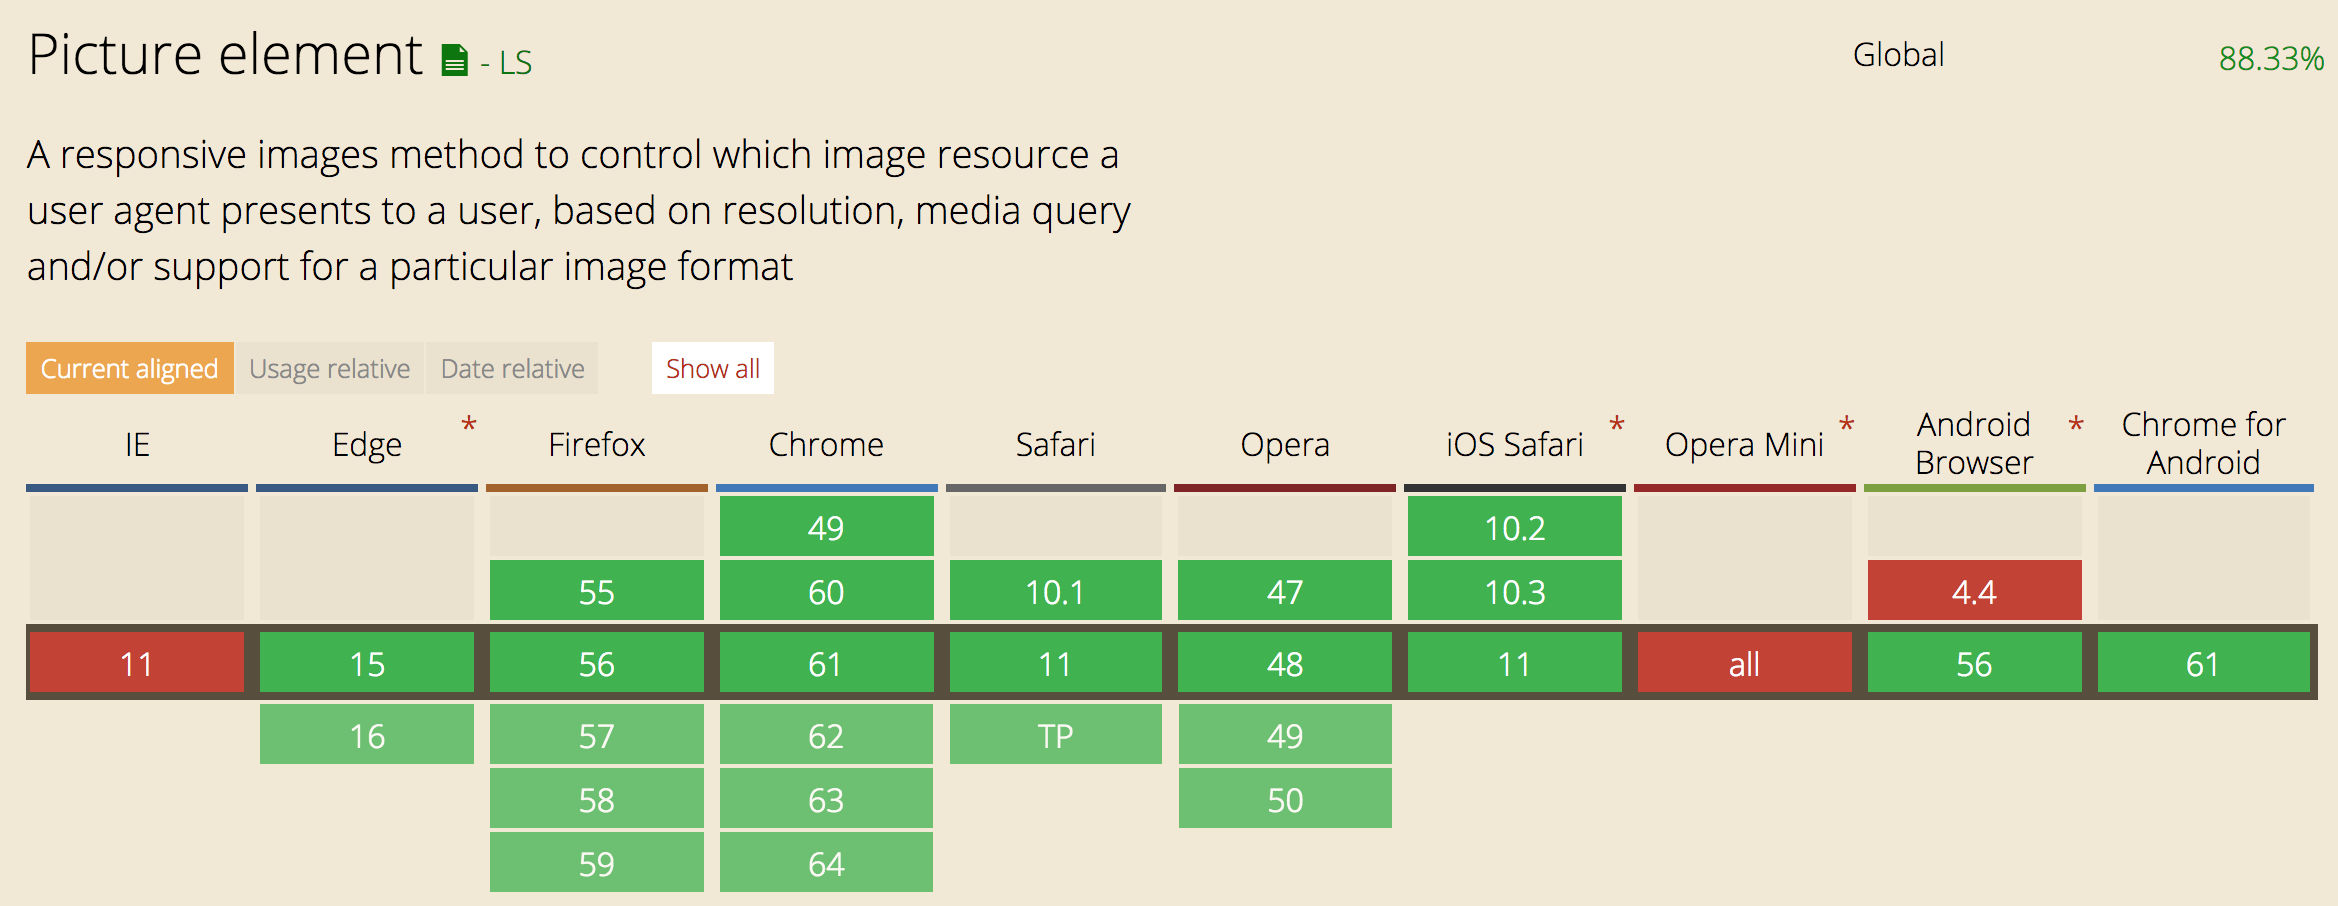 Picture element - LS
Global 88.33%
A responsive images method to control which image resource a
user agent presents to a user, based on resolution, media query
and/or support for a particular image format
Current aligned Usage relative Date relative Show all
IE Edge * Firefox Chrome Safari Opera iOS Safari * Opera Mini * Android Browser * Chrome for Android
49 10.2
55 60 10.1 47 10.3 4.4
11 15 56 61 11 48 11 all 56 61
16 57 62 TP 49
58 63 50
59 64